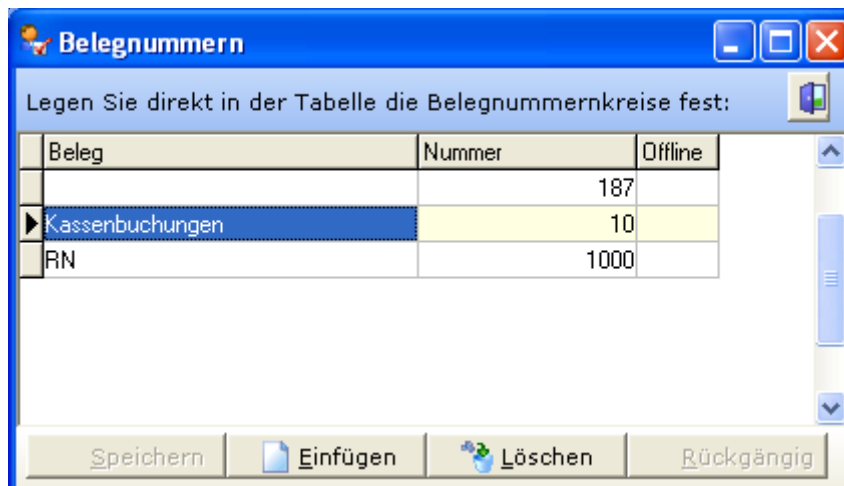 Belegnummern
Legen Sie direkt in der Tabelle die Belegnummernkreise fest:
Beleg Nummer Offline
187
Kassenbuchungen 10
RN 1000
Speichern Einfügen Löschen Rückgängig